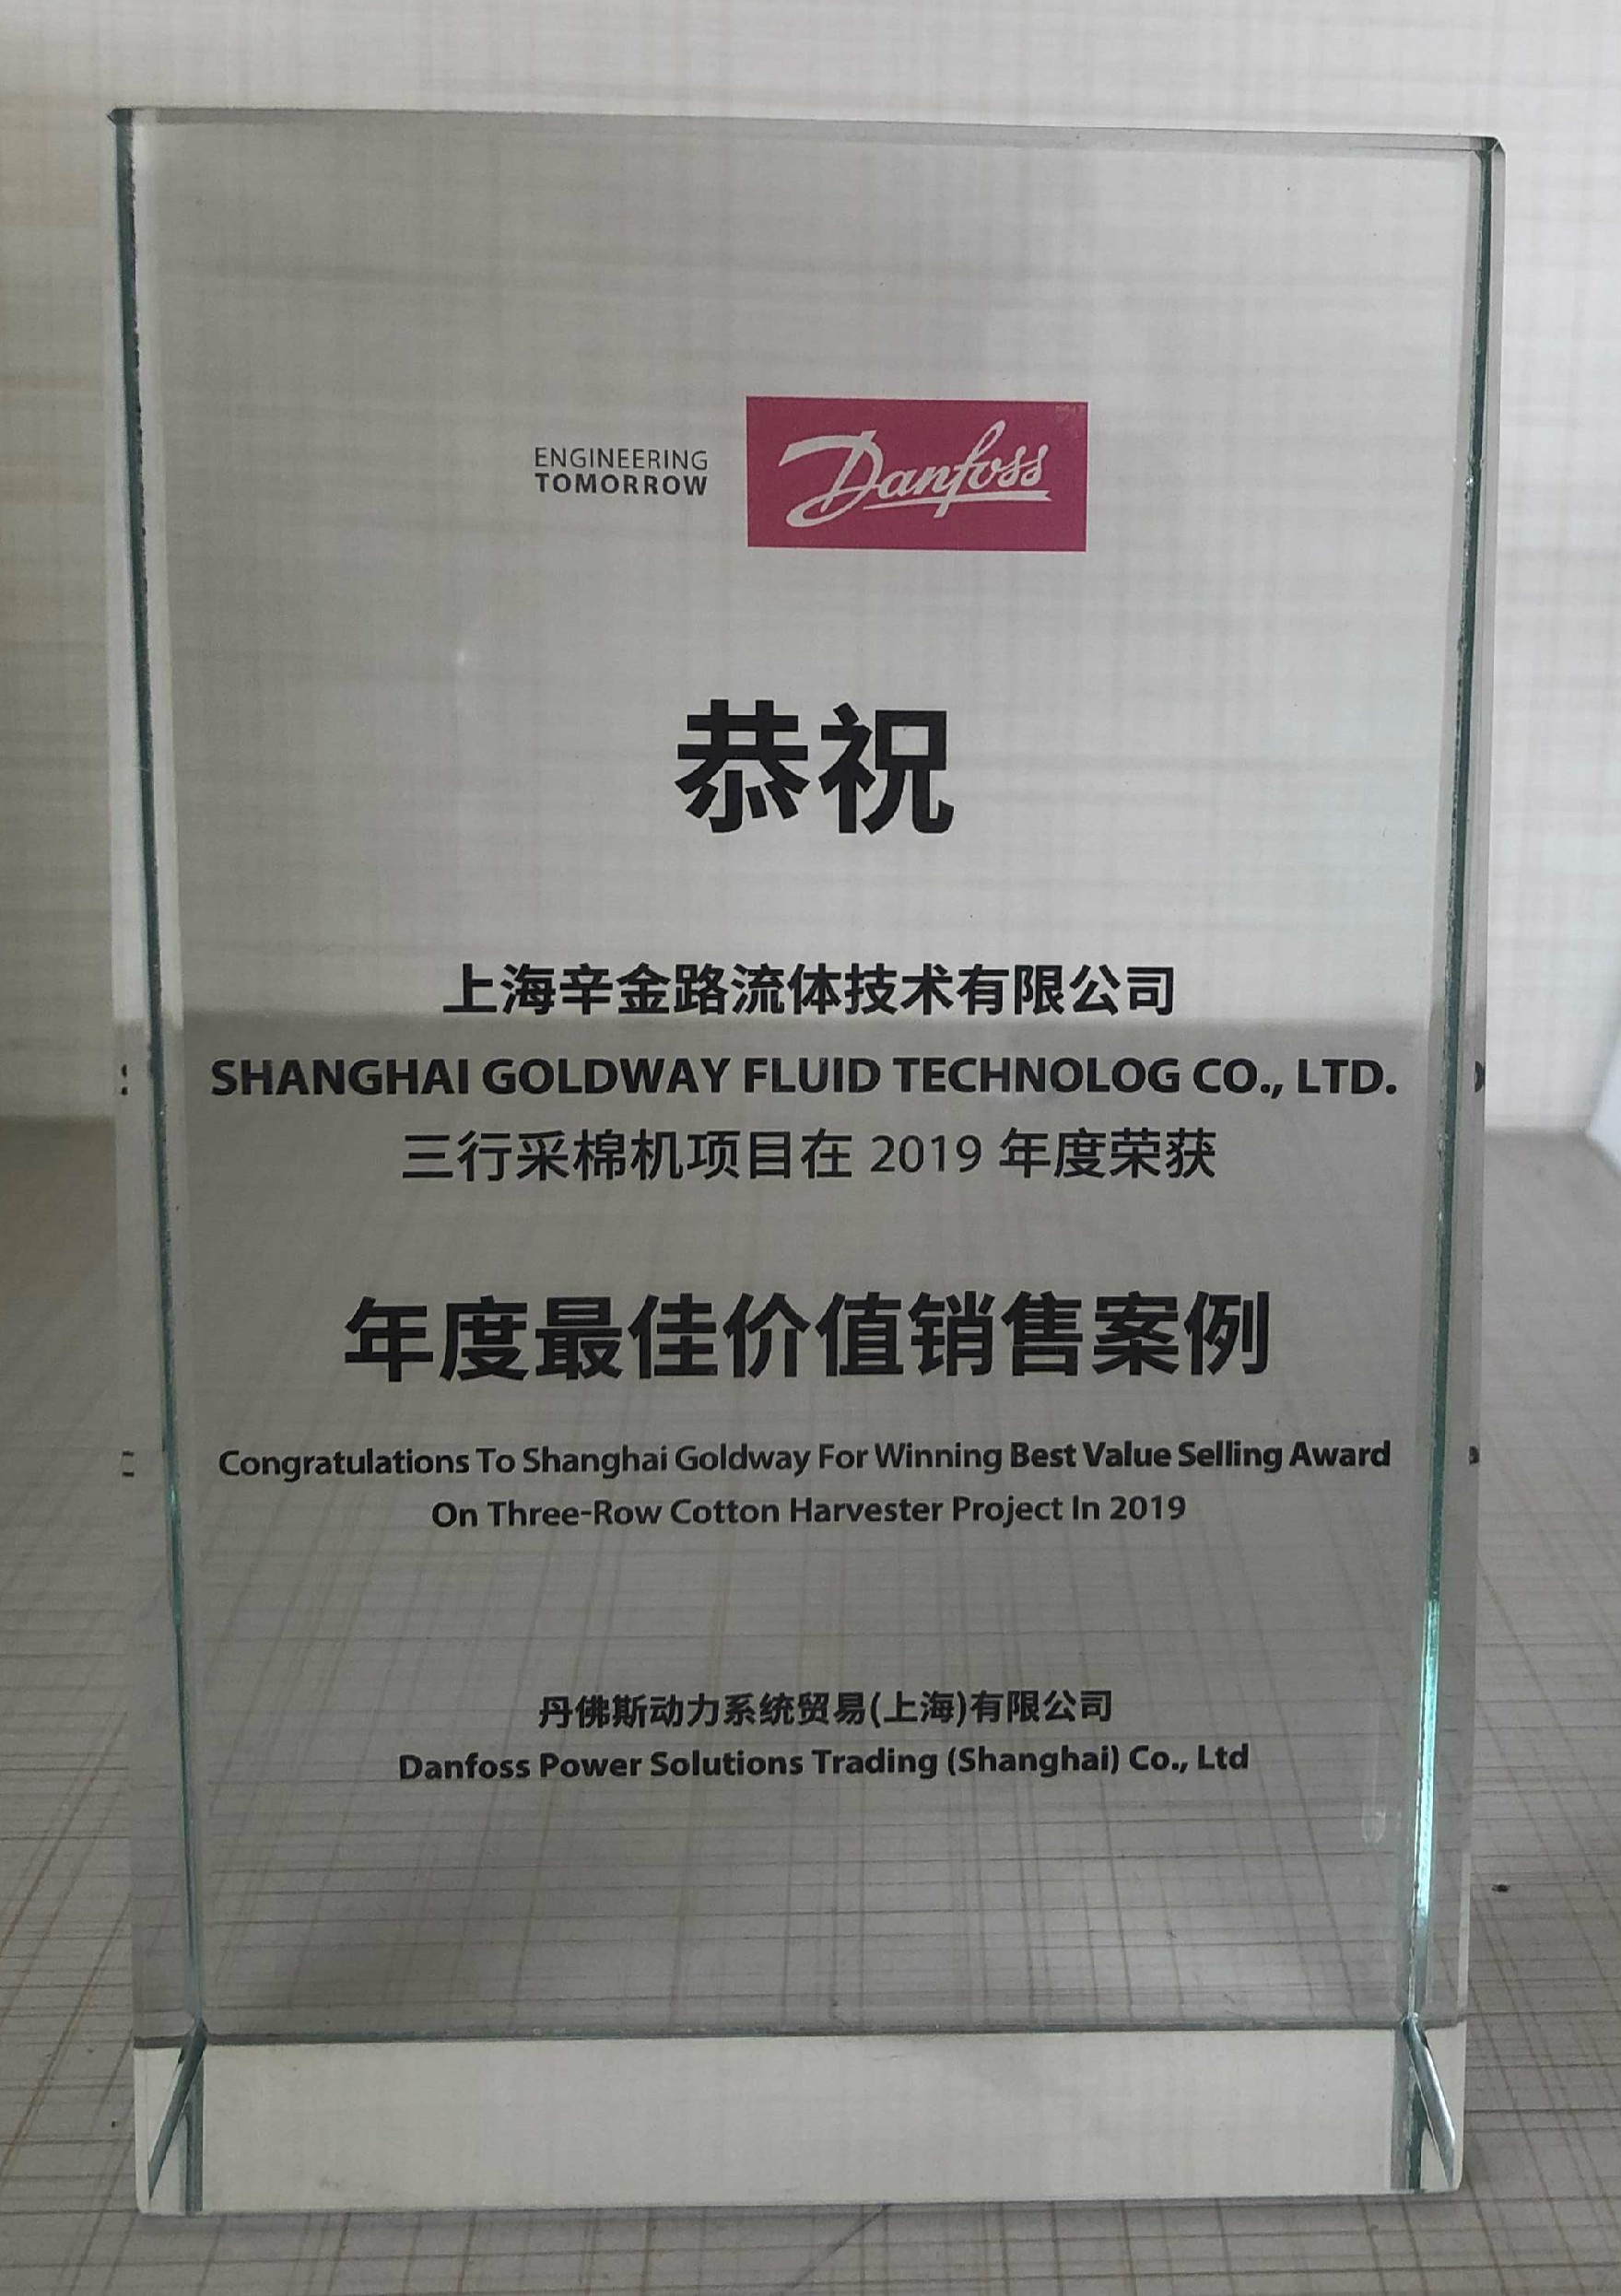 ENGINEERING
TOMORROW
Danfoss
恭祝
上海辛金路流体技术有限公司
SHANGHAI GOLDWAY FLUID TECHNOLOG CO., LTD.
三行采棉机项目在 2019 年度荣获
年度最佳价值销售案例
Congratulations To Shanghai Goldway For Winning Best Value Selling Award
On Three-Row Cotton Harvester Project In 2019
丹佛斯动力系统贸易(上海)有限公司
Danfoss Power Solutions Trading (Shanghai) Co., Ltd